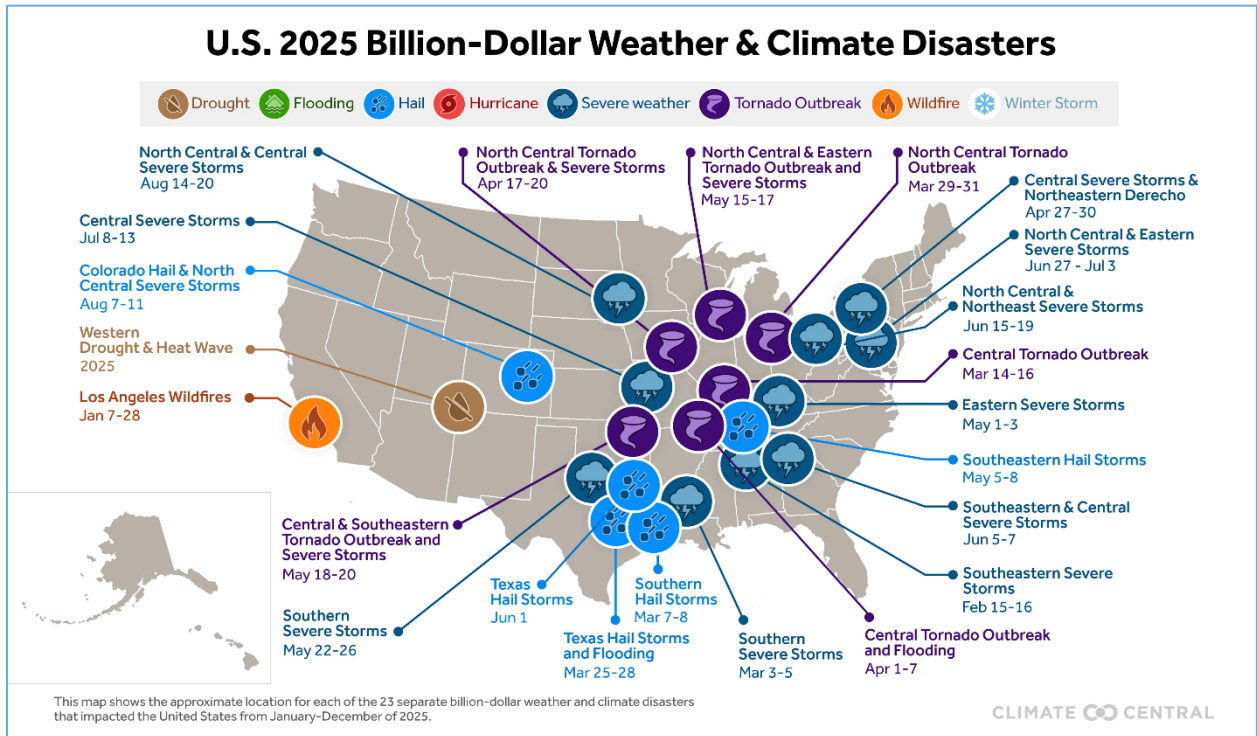 U.S. 2025 Billion-Dollar Weather & Climate Disasters
Drought
Flooding
Hail
Hurricane
Severe weather
Tornado Outbreak
Wildfire
Winter Storm
North Central & Central
Severe Storms
Aug 14-20
North Central Tornado
Outbreak & Severe Storms
Apr 17-20
North Central & Eastern
Tornado Outbreak and
Severe Storms
May 15-17
North Central Tornado
Outbreak
Mar 29-31
Central Severe Storms &
Northeastern Derecho
Apr 27-30
Central Severe Storms
Jul 8-13
North Central & Eastern
Severe Storms
Jun 27 - Jul 3
Colorado Hail & North
Central Severe Storms
Aug 7-11
North Central &
Northeast Severe Storms
Jun 15-19
Western
Drought & Heat Wave
2025
Central Tornado Outbreak
Mar 14-16
Los Angeles Wildfires
Jan 7-28
Eastern Severe Storms
May 1-3
Southeastern Hail Storms
May 5-8
Southeastern & Central
Severe Storms
Jun 5-7
Central & Southeastern
Tornado Outbreak and
Severe Storms
May 18-20
Southeastern Severe
Storms
Feb 15-16
Texas
Hail Storms
Jun 1
Southern
Hail Storms
Mar 7-8
Southern
Severe Storms
May 22-26
Texas Hail Storms
and Flooding
Mar 25-28
Southern
Severe Storms
Mar 3-5
Central Tornado Outbreak
and Flooding
Apr 1-7
This map shows the approximate location for each of the 23 separate billion-dollar weather and climate disasters
that impacted the United States from January-December of 2025.
CLIMATE CENTRAL